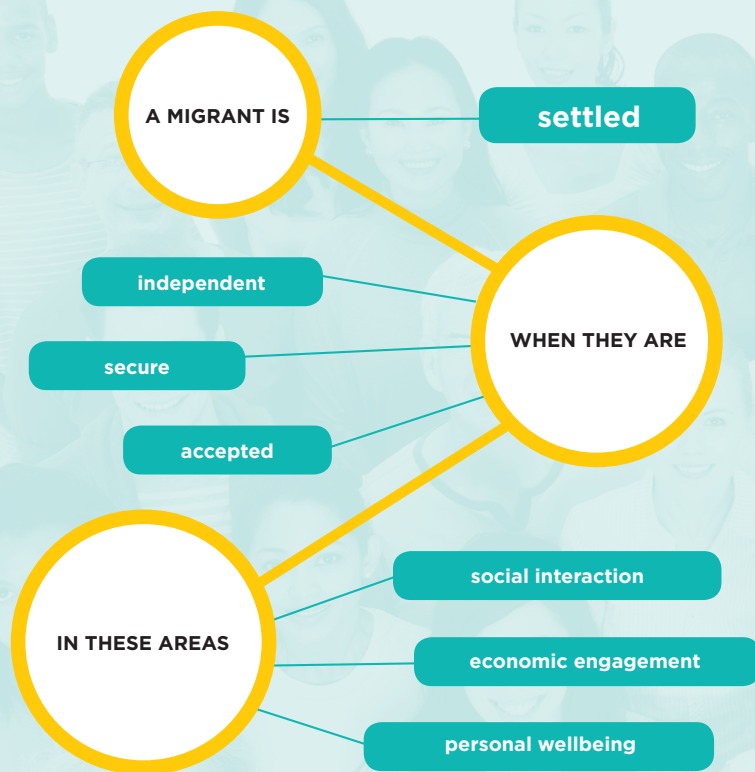 A MIGRANT IS
settled
WHEN THEY ARE
independent
secure
accepted
IN THESE AREAS
social interaction
economic engagement
personal wellbeing